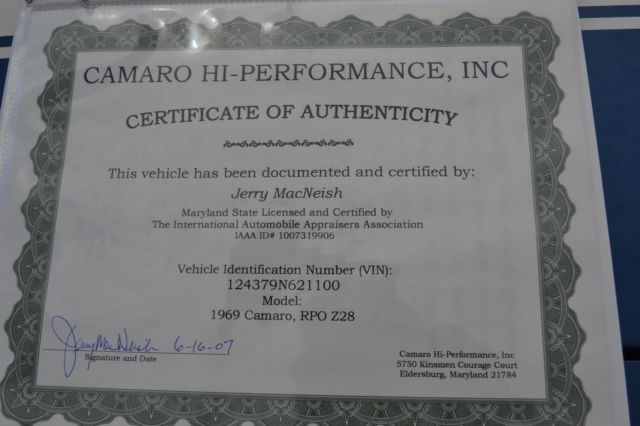 CAMARO HI-PERFORMANCE, INC
CERTIFICATE OF AUTHENTICITY
This vehicle has been documented and certified by:
Jerry MacNeish
Maryland State Licensed and Certified by
The International Automobile Appraisers Association
IAAA ID# 1007319906
Vehicle Identification Number (VIN):
124379N621100
Model:
1969 Camaro, RPO Z28
Jerry MacNeish 6-16-07
Signature and Date
Camaro Hi-Performance, Inc
5750 Kinsmen Courage Court
Eldersburg, Maryland 21784